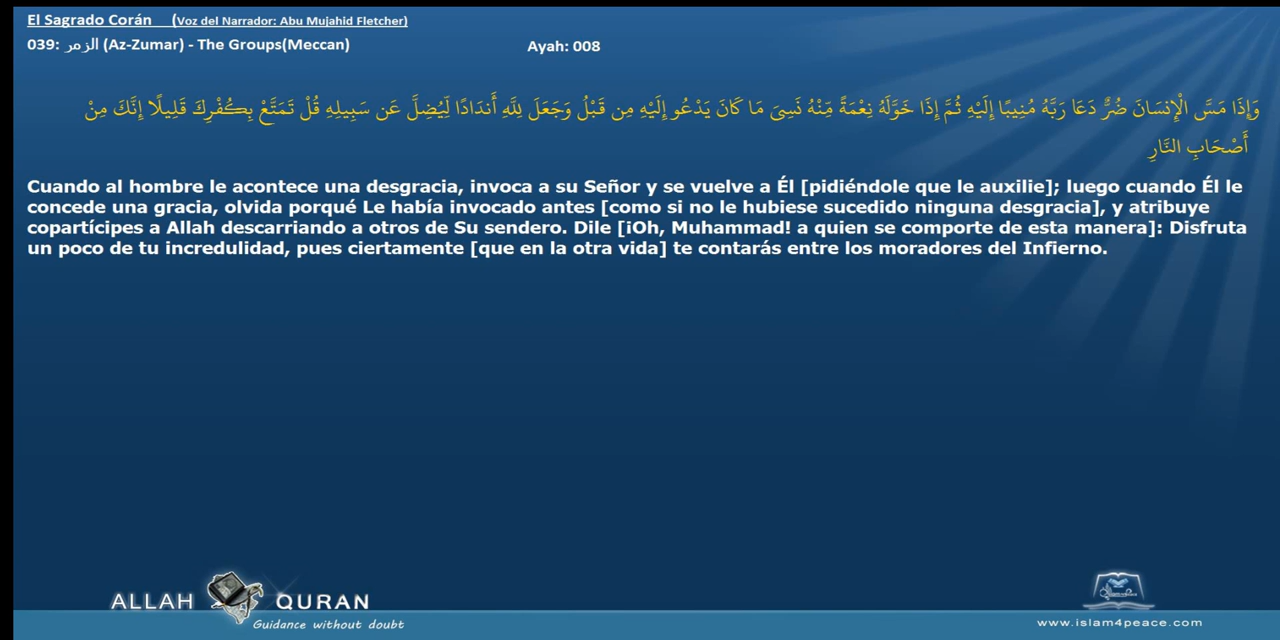 El Sagrado Corán (Voz del Narrador: Abu Mujahid Fletcher)
039: الزمر (Az-Zumar) - The Groups(Meccan) Ayah: 008
وَإِذَا مَسَّ الْإِنسَانَ ضُرٌّ دَعَا رَبَّهُ مُنِيبًا إِلَيْهِ ثُمَّ إِذَا خَوَّلَهُ نِعْمَةً مِّنْهُ نَسِيَ مَا كَانَ يَدْعُو إِلَيْهِ مِن قَبْلُ وَجَعَلَ لِلَّهِ أَندَادًا لِّيُضِلَّ عَن سَبِيلِهِ قُلْ تَمَتَّعْ بِكُفْرِكَ قَلِيلًا إِنَّكَ مِنْ
أَصْحَابِ النَّارِ
Cuando al hombre le acontece una desgracia, invoca a su Señor y se vuelve a Él [pidiéndole que le auxilie]; luego cuando Él le
concede una gracia, olvida porqué Le había invocado antes [como si no le hubiese sucedido ninguna desgracia], y atribuye
copartícipes a Allah descarriando a otros de Su sendero. Dile [¡Oh, Muhammad! a quien se comporte de esta manera]: Disfruta
un poco de tu incredulidad, pues ciertamente [que en la otra vida] te contarás entre los moradores del Infierno.
ALLAH QURAN
Guidance without doubt
www.islam4peace.com